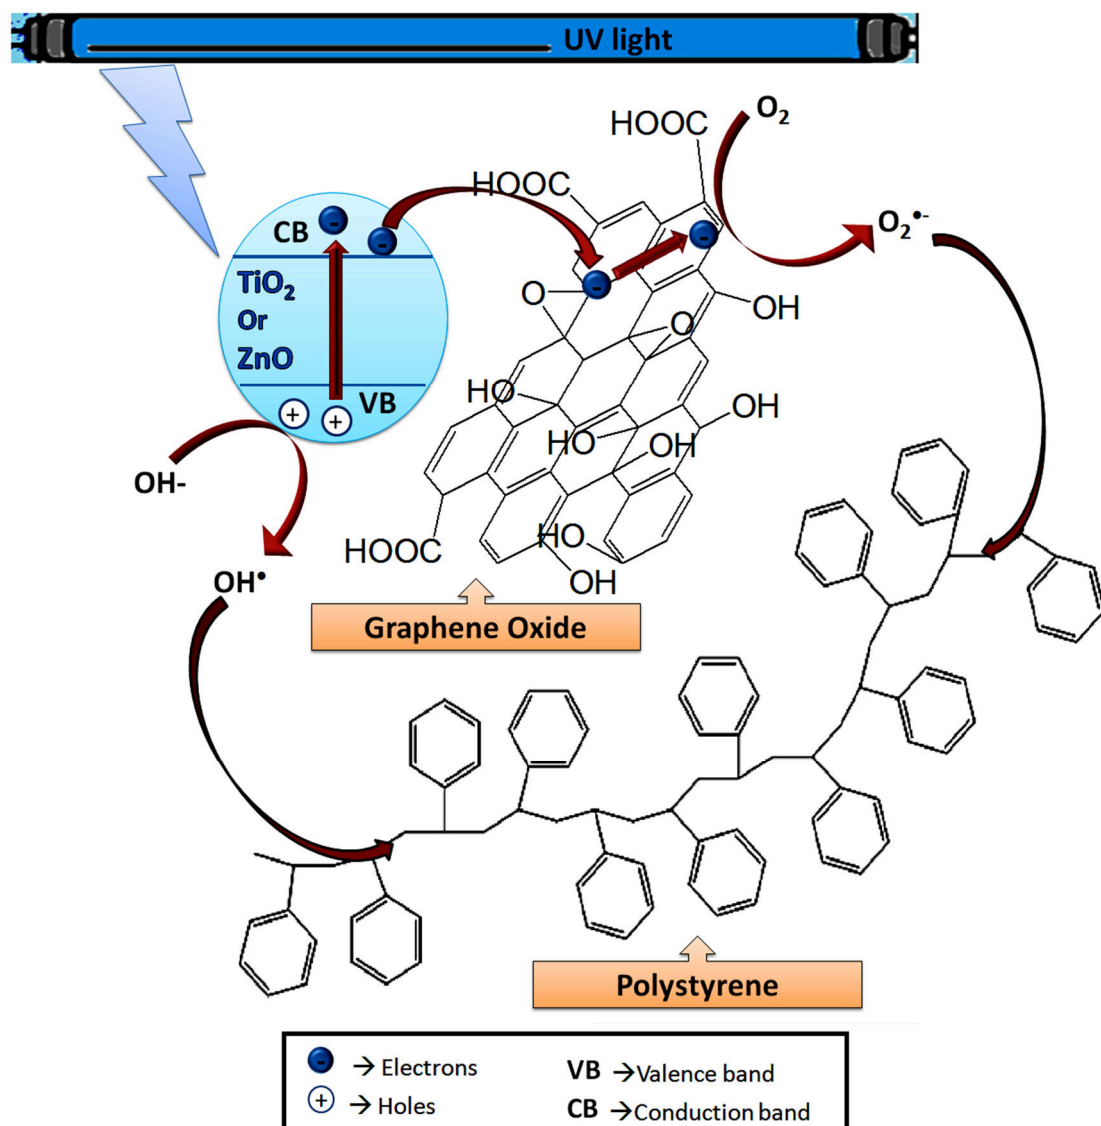 UV light
O₂
HOOC
HOOC
O₂•-
CB
TiO₂
Or
ZnO
VB
O
OH
O
HO
OH
HO
OH
OH-
HOOC
HO
OH
OH•
Graphene Oxide
Polystyrene
- → Electrons
+ → Holes
VB →Valence band
CB →Conduction band